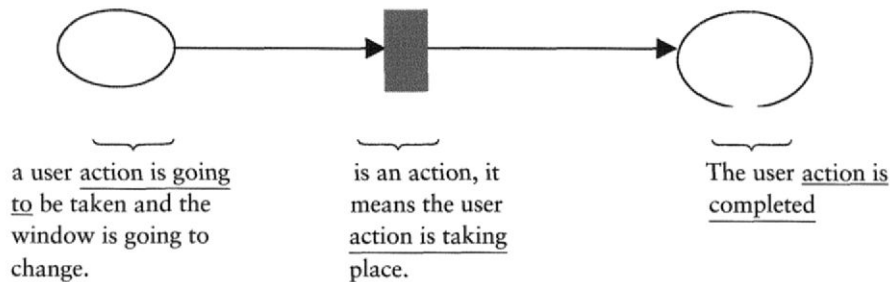 a user action is going
to be taken and the
window is going to
change.
is an action, it
means the user
action is taking
place.
The user action is
completed